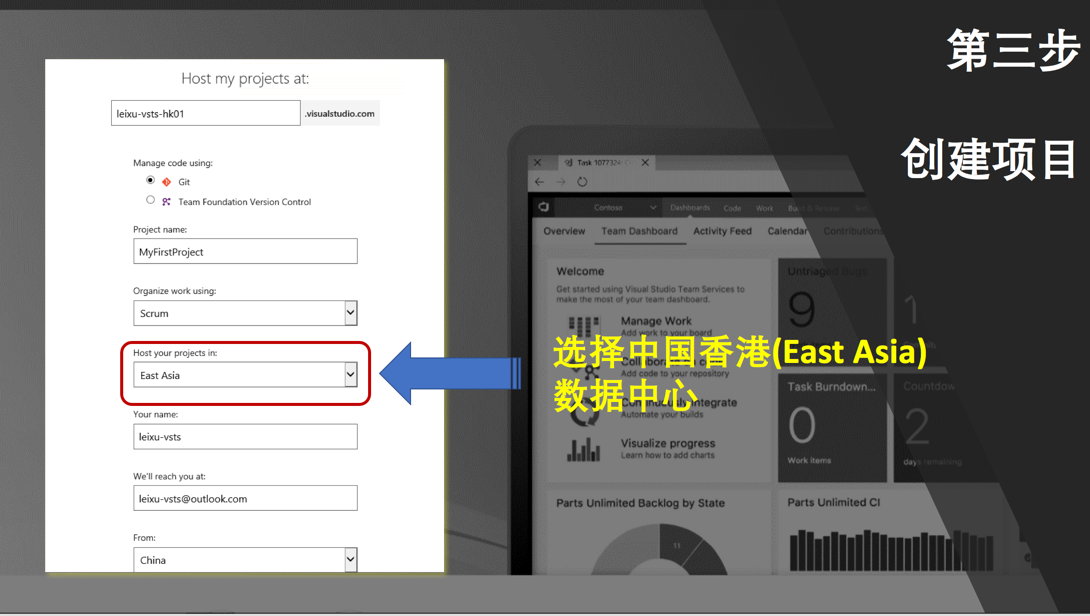 第三步
创建项目
Host my projects at:
leixu-vsts-hk01 .visualstudio.com
Manage code using:
Git
Team Foundation Version Control
Project name:
MyFirstProject
Organize work using:
Scrum
Host your projects in:
East Asia
Your name:
leixu-vsts
We'll reach you at:
leixu-vsts@outlook.com
From:
China
选择中国香港(East Asia)
数据中心
Task 1077324:
Contoso Dashboards Code Work Build & Release
Overview Team Dashboard Activity Feed Calendar Contributions
Welcome
Get started using Visual Studio Team Services to
make the most of your team dashboard.
Manage Work
Add work to your board
Add code to your repository
Continuously integrate
Automate your builds
Visualize progress
Learn how to add charts
Untriaged
9
1
Task Burndown...
0
Work items
Countdow
2
days remaining
Parts Unlimited Backlog by State
11
Parts Unlimited CI